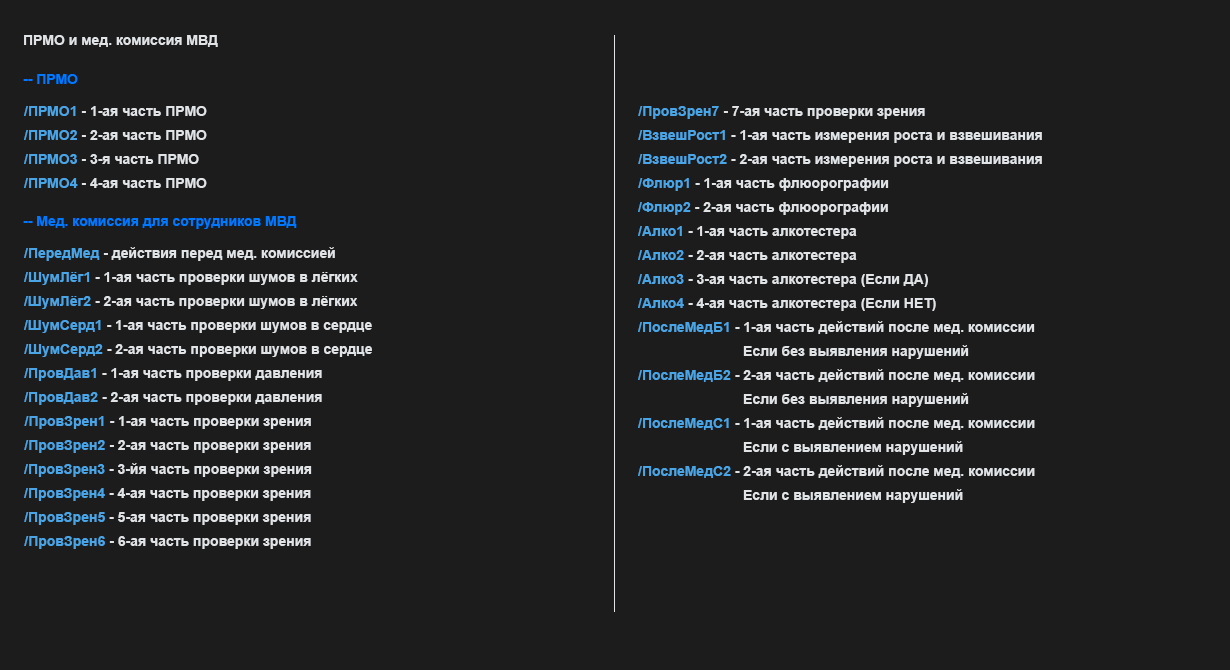 ПРМО и мед. комиссия МВД
-- ПРМО
/ПРМО1 - 1-ая часть ПРМО
/ПРМО2 - 2-ая часть ПРМО
/ПРМО3 - 3-я часть ПРМО
/ПРМО4 - 4-ая часть ПРМО
-- Мед. комиссия для сотрудников МВД
/ПередМед - действия перед мед. комиссией
/ШумЛёг1 - 1-ая часть проверки шумов в лёгких
/ШумЛёг2 - 2-ая часть проверки шумов в лёгких
/ШумСерд1 - 1-ая часть проверки шумов в сердце
/ШумСерд2 - 2-ая часть проверки шумов в сердце
/ПровДав1 - 1-ая часть проверки давления
/ПровДав2 - 2-ая часть проверки давления
/ПровЗрен1 - 1-ая часть проверки зрения
/ПровЗрен2 - 2-ая часть проверки зрения
/ПровЗрен3 - 3-йя часть проверки зрения
/ПровЗрен4 - 4-ая часть проверки зрения
/ПровЗрен5 - 5-ая часть проверки зрения
/ПровЗрен6 - 6-ая часть проверки зрения
/ПровЗрен7 - 7-ая часть проверки зрения
/ВзвешРост1 - 1-ая часть измерения роста и взвешивания
/ВзвешРост2 - 2-ая часть измерения роста и взвешивания
/Флюр1 - 1-ая часть флюорографии
/Флюр2 - 2-ая часть флюорографии
/Алко1 - 1-ая часть алкотестера
/Алко2 - 2-ая часть алкотестера
/Алко3 - 3-ая часть алкотестера (Если ДА)
/Алко4 - 4-ая часть алкотестера (Если НЕТ)
/ПослеМедБ1 - 1-ая часть действий после мед. комиссии
Если без выявления нарушений
/ПослеМедБ2 - 2-ая часть действий после мед. комиссии
Если без выявления нарушений
/ПослеМедС1 - 1-ая часть действий после мед. комиссии
Если с выявлением нарушений
/ПослеМедС2 - 2-ая часть действий после мед. комиссии
Если с выявлением нарушений